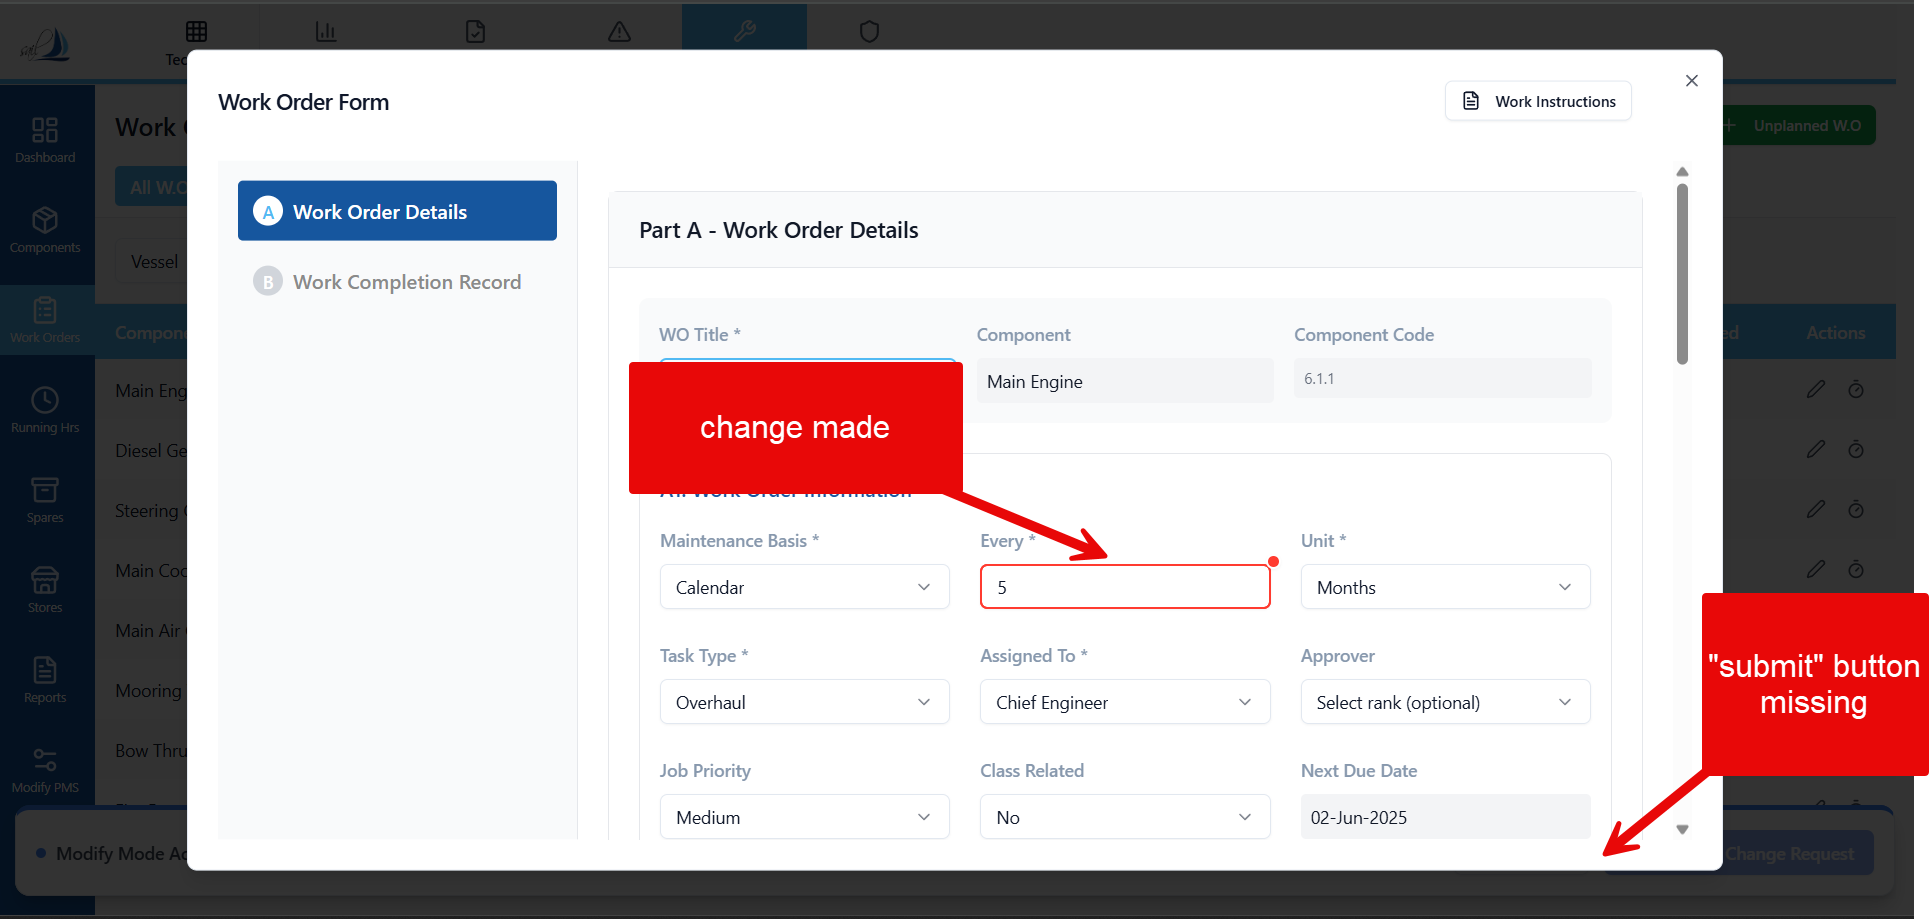 sail
Tec
Work Order Form
Work Instructions
Work
Unplanned W.O
Dashboard
All W.O
A Work Order Details
Part A - Work Order Details
Components
Vessel
B Work Completion Record
WO Title *
Component
Component Code
Work Orders
Actions
Main Engine
6.1.1
change made
Running Hrs
Diesel Ge
Work Order Information
Spares
Steering
Maintenance Basis *
Every *
Unit *
Calendar
5
Months
Main Coo
Stores
Main Air
Task Type *
Assigned To *
Approver
"submit" button
missing
Overhaul
Chief Engineer
Select rank (optional)
Reports
Mooring
Bow Thru
Job Priority
Class Related
Next Due Date
Modify PMS
Medium
No
02-Jun-2025
Modify Mode Ac
Change Request